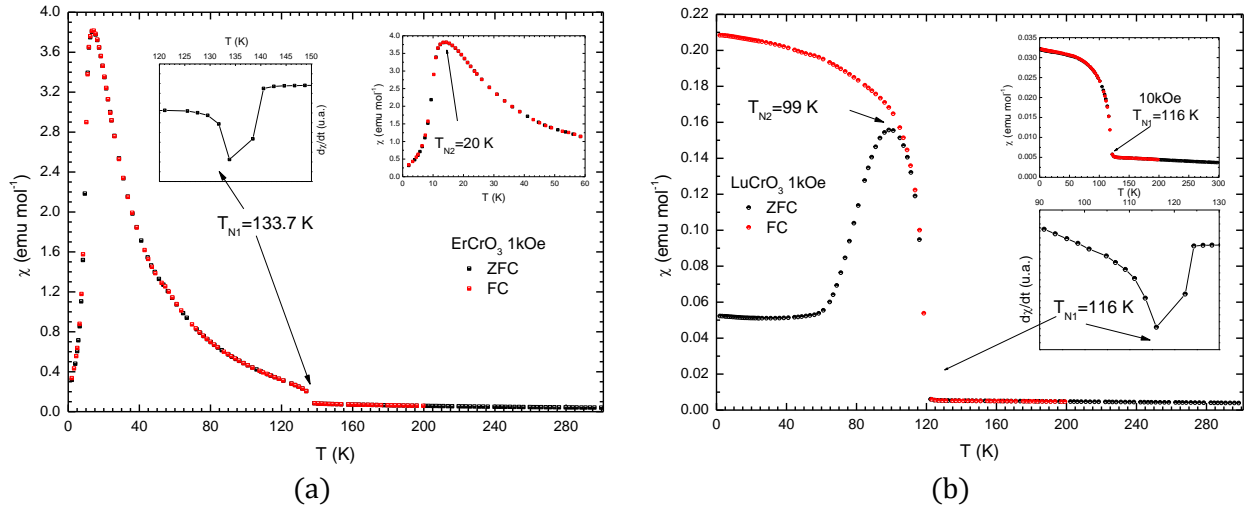 (a)
T (K)
120 125 130 135 140 145 150
dχ/dt (u.a.)
4.0
3.5
3.0
2.5
2.0
1.5
1.0
0.5
0.0
χ (emu mol⁻¹)
T_N2=20 K
0 10 20 30 40 50 60
T (K)
4.0
3.6
3.2
2.8
2.4
2.0
1.6
1.2
0.8
0.4
0.0
χ (emu mol⁻¹)
T_N1=133.7 K
ErCrO₃ 1kOe
ZFC
FC
0 40 80 120 160 200 240 280
T (K)
(a)
(b)
0.22
0.20
0.18
0.16
0.14
0.12
0.10
0.08
0.06
0.04
0.02
0.00
χ (emu mol⁻¹)
T_N2=99 K
LuCrO₃ 1kOe
ZFC
FC
0.035
0.030
0.025
0.020
0.015
0.010
0.005
0.000
χ (emu mol⁻¹)
10kOe
T_N1=116 K
0 50 100 150 200 250 300
T (K)
90 100 110 120 130
dχ/dt (u.a.)
T_N1=116 K
0 40 80 120 160 200 240 280
T (K)
(b)